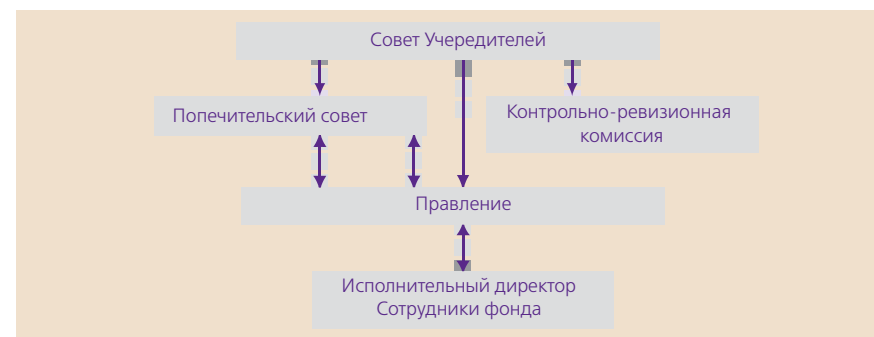 Совет Учередителей
Попечительский совет
Контрольно-ревизионная
комиссия
Правление
Исполнительный директор
Сотрудники фонда